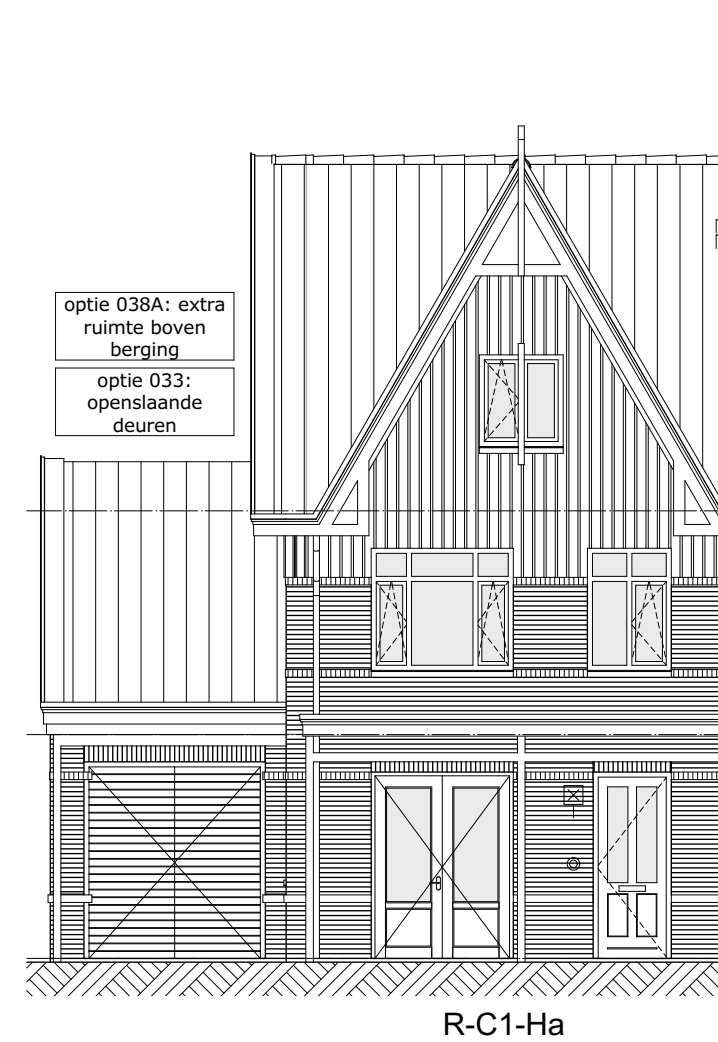 optie 038A: extra
ruimte boven
berging
optie 033:
openslaande
deuren
R-C1-Ha